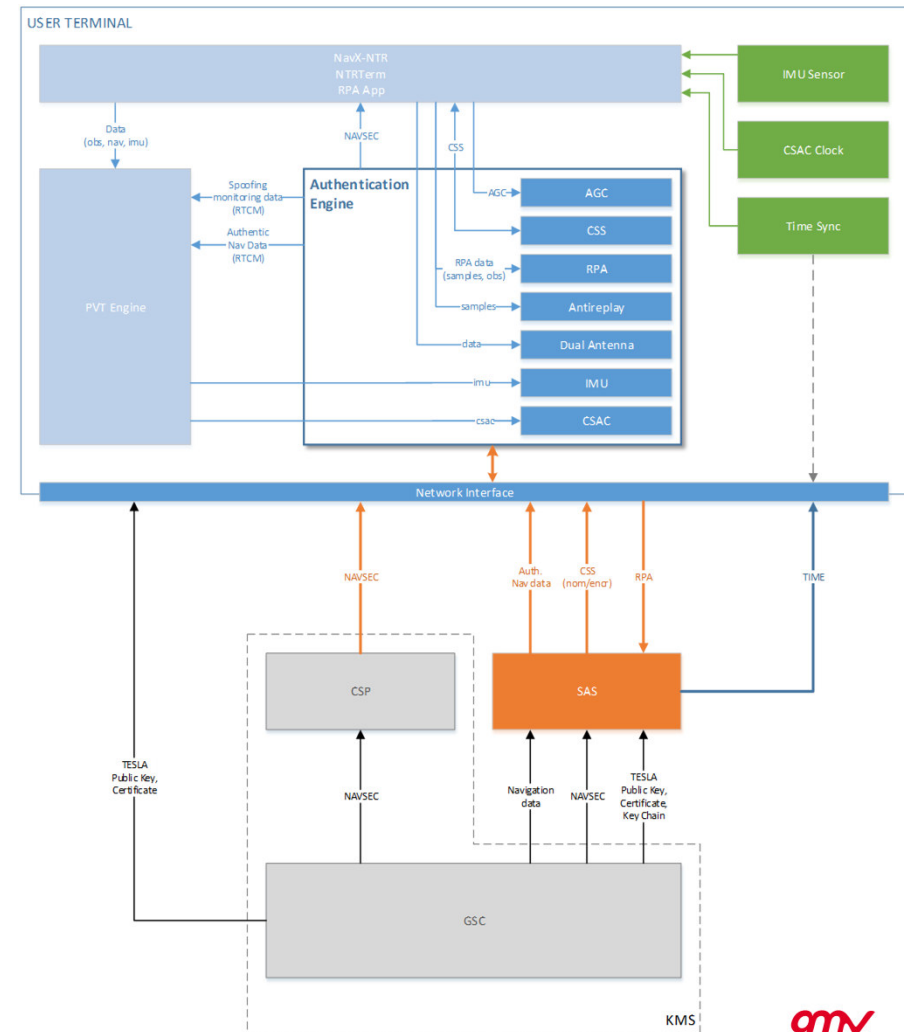 USER TERMINAL
NavX-NTR
NTRTerm
RPA App
IMU Sensor
CSAC Clock
Time Sync
Data
(obs, nav, imu)
NAVSEC
CSS
Authentication
Engine
Spoofing
monitoring data
(RTCM)
Authentic
Nav Data
(RTCM)
PVT Engine
AGC
AGC
CSS
RPA data
(samples, obs)
RPA
samples
Antireplay
data
Dual Antenna
imu
IMU
csac
CSAC
Network Interface
NAVSEC
Auth.
Nav data
CSS
(nom/encr)
RPA
TIME
CSP
SAS
TESLA
Public Key,
Certificate
NAVSEC
Navigation
data
NAVSEC
TESLA
Public Key,
Certificate,
Key Chain
GSC
KMS
gmv